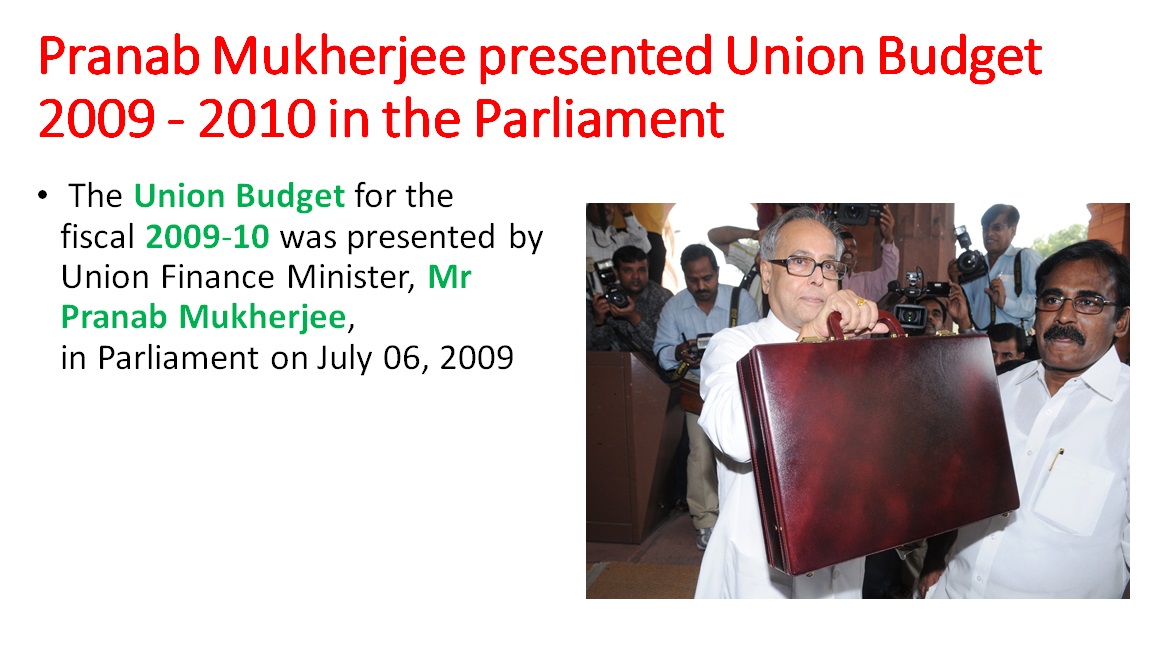 Pranab Mukherjee presented Union Budget
2009 - 2010 in the Parliament
• The Union Budget for the
fiscal 2009-10 was presented by
Union Finance Minister, Mr
Pranab Mukherjee,
in Parliament on July 06, 2009